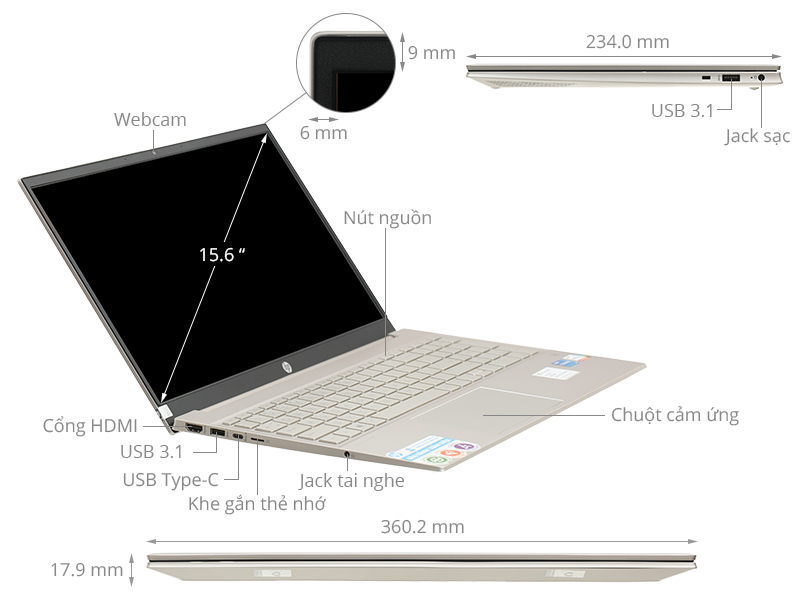 9 mm
6 mm
234.0 mm
USB 3.1
Jack sạc
Webcam
15.6 “
Nút nguồn
hp
Chuột cảm ứng
Cổng HDMI
USB 3.1
USB Type-C
Khe gắn thẻ nhớ
Jack tai nghe
360.2 mm
17.9 mm